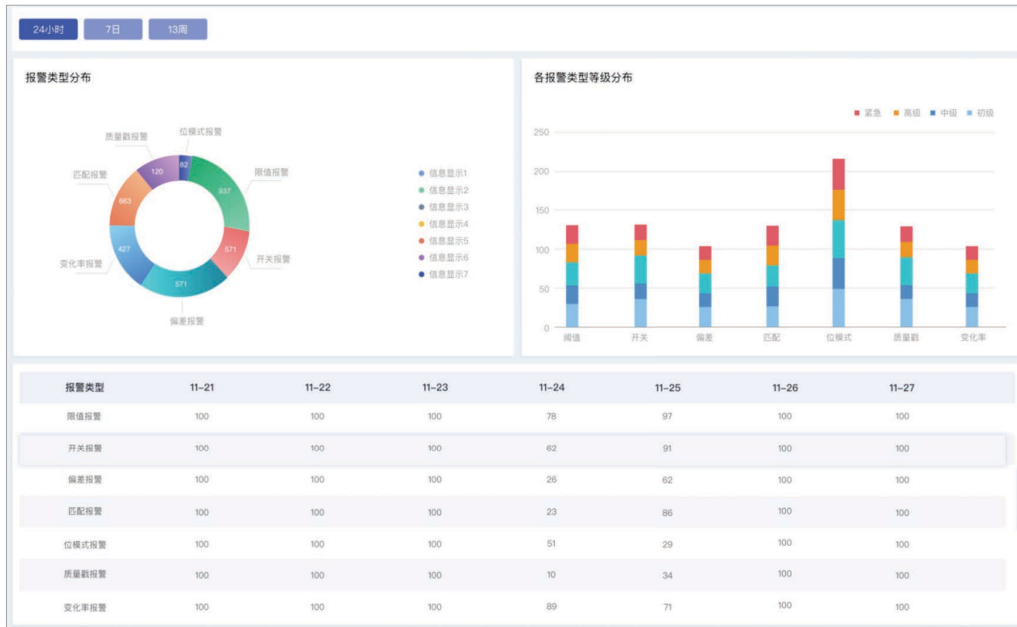 24小时 7日 13周
报警类型分布
位模式报警
质量戳报警
匹配报警
限值报警
82
120
937
663
427
571
571
变化率报警
开关报警
偏差报警
信息显示1
信息显示2
信息显示3
信息显示4
信息显示5
信息显示6
信息显示7
各报警类型等级分布
紧急 高级 中级 初级
250
200
150
100
50
0
阈值 开关 偏差 匹配 位模式 质量戳 变化率
报警类型 11-21 11-22 11-23 11-24 11-25 11-26 11-27
限值报警 100 100 100 78 97 100 100
开关报警 100 100 100 62 91 100 100
偏差报警 100 100 100 26 62 100 100
匹配报警 100 100 100 23 86 100 100
位模式报警 100 100 100 51 29 100 100
质量戳报警 100 100 100 10 34 100 100
变化率报警 100 100 100 89 71 100 100